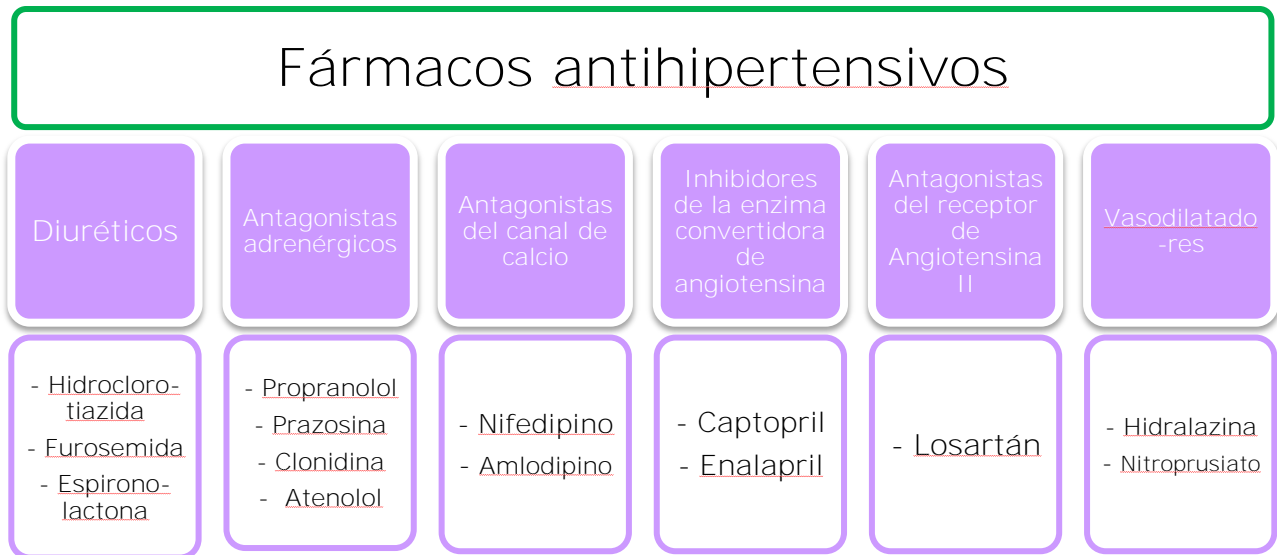 Fármacos antihipertensivos
Diuréticos
Antagonistas
adrenérgicos
Antagonistas
del canal de
calcio
Inhibidores
de la enzima
convertidora
de
angiotensina
Antagonistas
del receptor
de
Angiotensina
II
Vasodilatado
-res
- Hidrocloro-
tiazida
- Furosemida
- Espirono-
lactona
- Propranolol
- Prazosina
- Clonidina
- Atenolol
- Nifedipino
- Amlodipino
- Captopril
- Enalapril
- Losartán
- Hidralazina
- Nitroprusiato